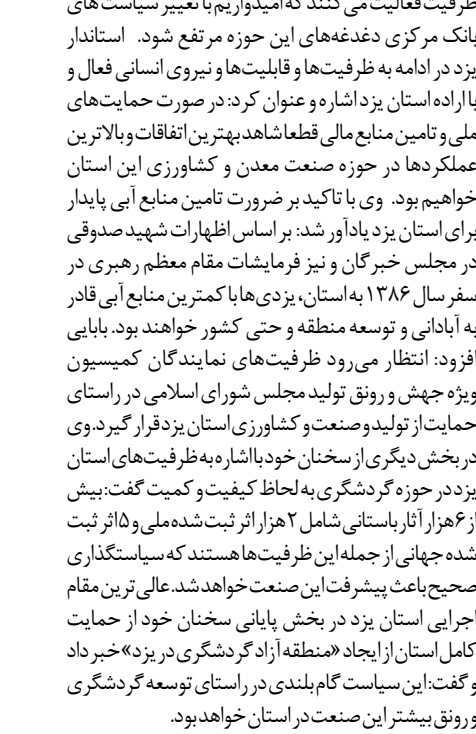 ظرفیت فعالیت می‌کنند که امیدواریم با تغییر سیاست‌های
بانک مرکزی دغدغه‌های این حوزه مرتفع شود. استاندار
یزد در ادامه به ظرفیت‌ها و قابلیت‌ها و نیروی انسانی فعال و
با اراده استان یزد اشاره و عنوان کرد: در صورت حمایت‌های
ملی و تامین منابع مالی قطعا شاهد بهترین اتفاقات و بالاترین
عملکردها در حوزه صنعت معدن و کشاورزی این استان
خواهیم بود. وی با تاکید بر ضرورت تامین منابع آبی پایدار
برای استان یزد یادآور شد: بر اساس اظهارات شهید صدوقی
در مجلس خبرگان و نیز فرمایشات مقام معظم رهبری در
سفر سال ۱۳۸۶ به استان، یزدی‌ها با کمترین منابع آبی قادر
به آبادانی و توسعه منطقه و حتی کشور خواهند بود. بابایی
افزود: انتظار می‌رود ظرفیت‌های نمایندگان کمیسیون
ویژه جهش و رونق تولید مجلس شورای اسلامی در راستای
حمایت از تولید و صنعت و کشاورزی استان یزد قرار گیرد. وی
در بخش دیگری از سخنان خود با اشاره به ظرفیت‌های استان
یزد در حوزه گردشگری به لحاظ کیفیت و کمیت گفت: بیش
از ۶ هزار آثار باستانی شامل ۲ هزار اثر ثبت شده ملی و ۵ اثر ثبت
شده جهانی از جمله این ظرفیت‌ها هستند که سیاستگذاری
صحیح باعث پیشرفت این صنعت خواهد شد. عالی ترین مقام
اجرایی استان یزد در بخش پایانی سخنان خود از حمایت
کامل استان از ایجاد «منطقه آزاد گردشگری در یزد» خبر داد
و گفت: این سیاست گام بلندی در راستای توسعه گردشگری
و رونق بیشتر این صنعت در استان خواهد بود.